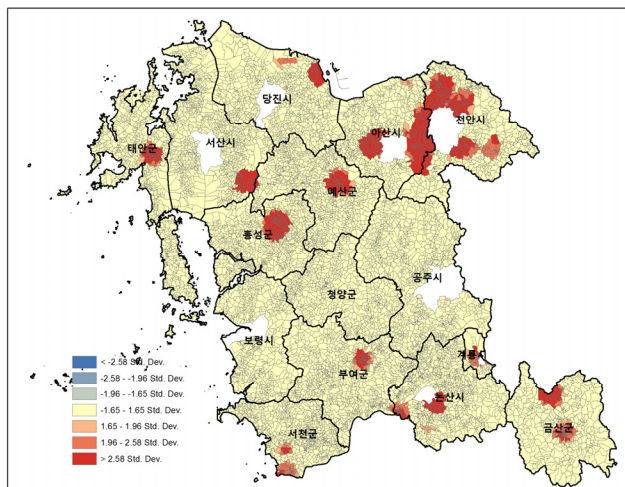 당진시
아산시
천안시
태안군
서산시
예산군
홍성군
공주시
청양군
보령시
계룡시
부여군
논산시
서천군
금산군
< -2.58 Std. Dev.
-2.58 - -1.96 Std. Dev.
-1.96 - -1.65 Std. Dev.
-1.65 - 1.65 Std. Dev.
1.65 - 1.96 Std. Dev.
1.96 - 2.58 Std. Dev.
> 2.58 Std. Dev.